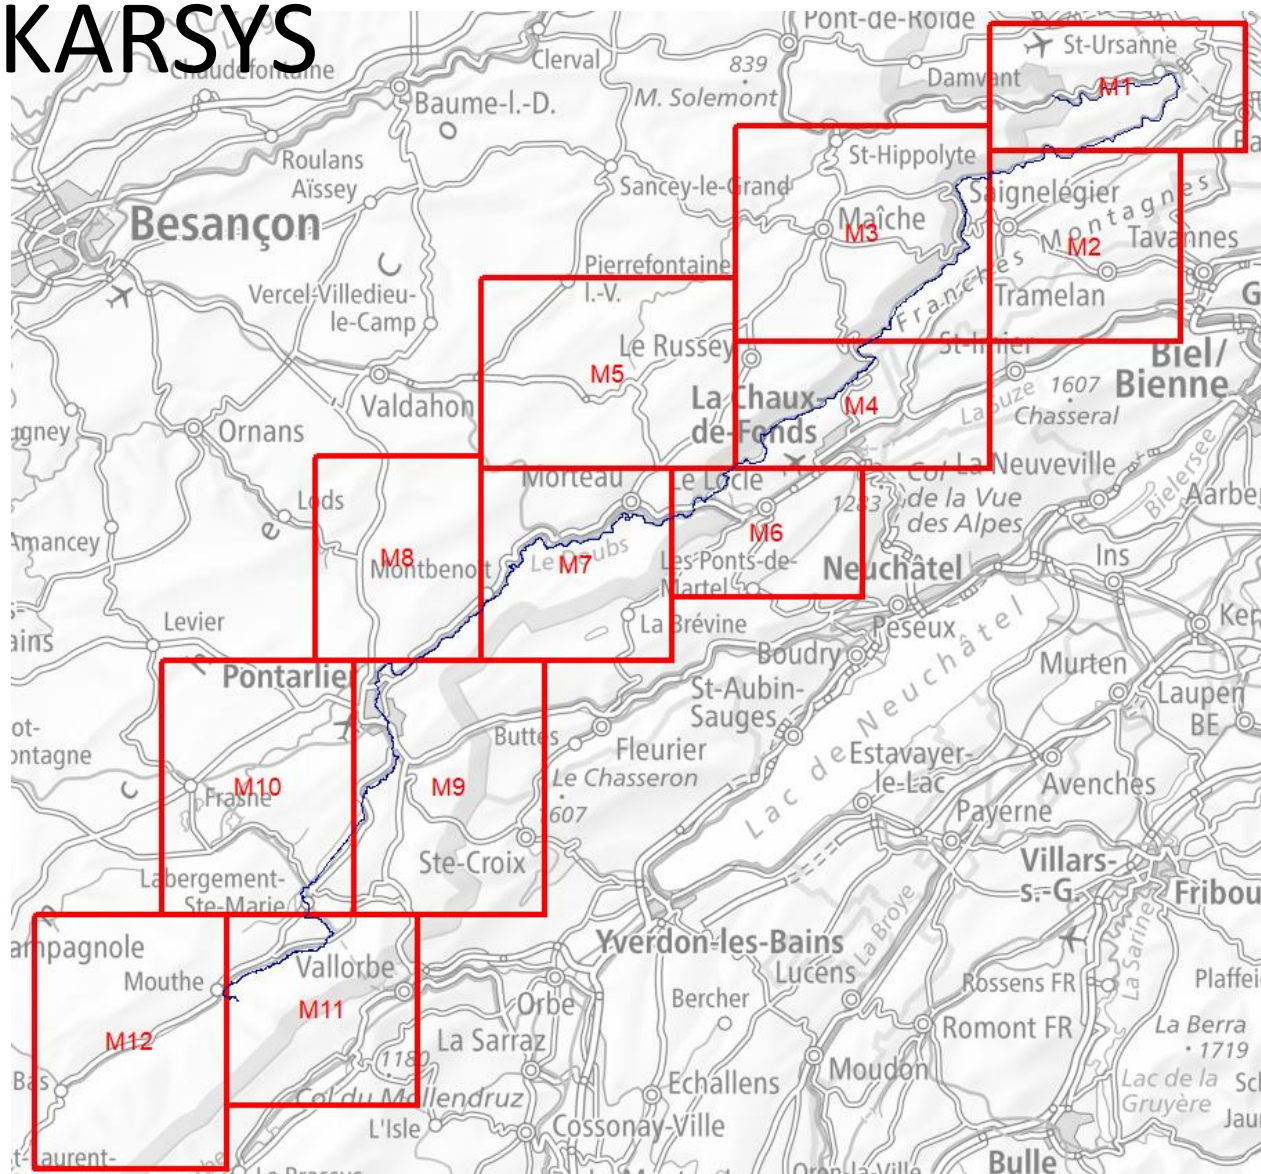 KARSYS
Pont-de-Roide
St-Ursanne
Clerval
Chaudefontaine
839
Damvant
M1
Baume-l.-D.
M. Solemont
Roulans
St-Hippolyte
Aïssey
Sancey-le-Grand
Saignelégier
Besançon
Maîche
M3
Montagnes
M2
Tavannes
Pierrefontaine
l.-V.
Vercel-Villedieu-
le-Camp
Franches
Tramelan
Le Russey
St-Imier
Biel/
Bienne
M5
Valdahon
La Chaux-
de-Fonds
M4
La Suze
1607
Chasseral
Ornans
Morteau
Le Locle
Col
de la Vue
des Alpes
La Neuveville
Bielersee
Lods
1283
Amancey
M6
M8
Montbenoit
Le Doubs
M7
Les Ponts-de-
Martel
Neuchâtel
Ins
Levier
La Brévine
Peseux
Boudry
Murten
Pontarlier
St-Aubin-
Sauges
Laupen
BE
Lac de Neuchâtel
Buttes
Fleurier
Estavayer-
le-Lac
Avenches
M10
Frasne
M9
Le Chasseron
1607
Payerne
Ste-Croix
Villars-
s.-G.
Labergement-
Ste-Marie
La Broye
Yverdon-les-Bains
Lucens
La Sarine
Mouthe
Vallorbe
M11
Orbe
Bercher
Rossens FR
M12
La Sarraz
Romont FR
La Berra
1719
1180
Col du Mollendruz
Echallens
Moudon
Lac de la
Gruyère
L'Isle
Cossonay-Ville
Bulle